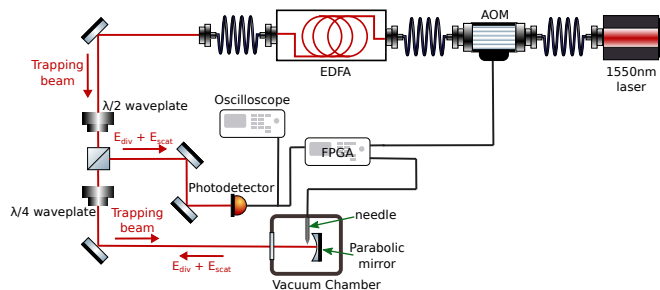 AOM
EDFA
1550nm
laser
Trapping
beam
λ/2 waveplate
Oscilloscope
E_div + E_scat
FPGA
Photodetector
λ/4 waveplate
Trapping
beam
needle
Parabolic
mirror
E_div + E_scat
Vacuum Chamber